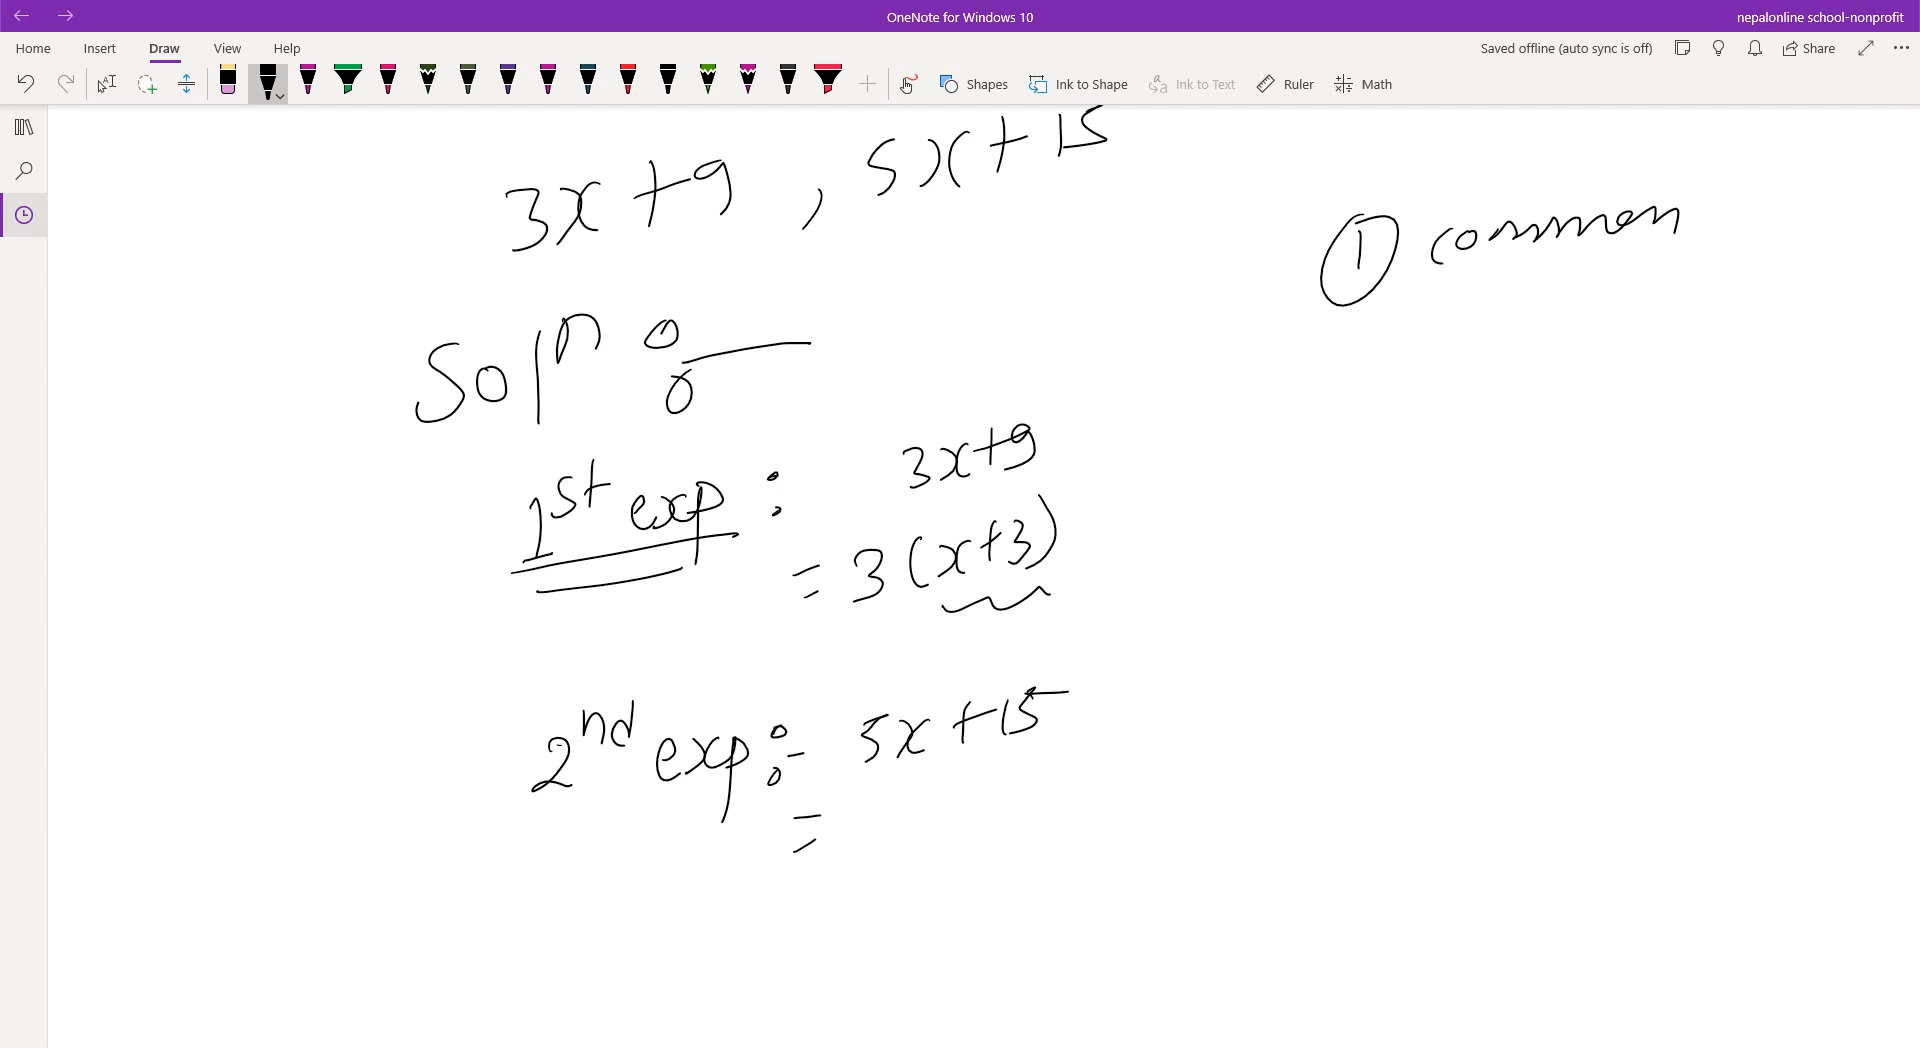 OneNote for Windows 10
nepalonline school-nonprofit
Home Insert Draw View Help
Saved offline (auto sync is off) Share
Shapes Ink to Shape Ink to Text Ruler Math
3x+9 , 5x+15
① common
Solⁿ :
1st exp : 3x+9
= 3(x+3)
2nd exp :- 5x+15
=